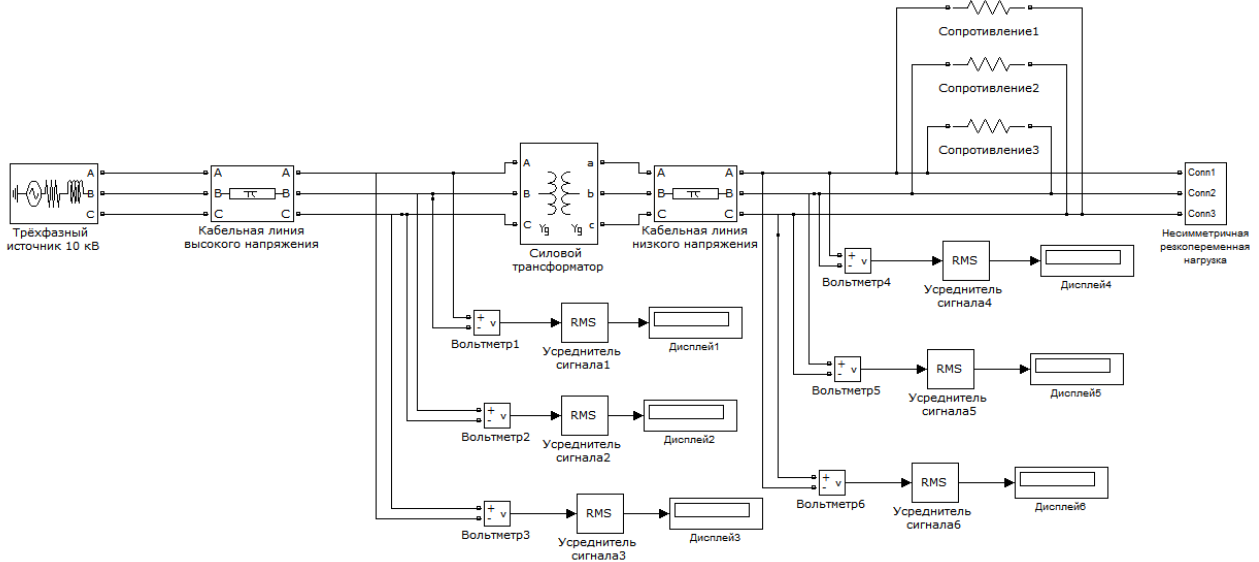 Сопротивление1
Сопротивление2
Сопротивление3
A
B
C
Трёхфазный
источник 10 кВ
A A
B B
C C
Кабельная линия
высокого напряжения
A a
B b
C c
Yg Yg
Силовой
трансформатор
A A
B B
C C
Кабельная линия
низкого напряжения
Conn1
Conn2
Conn3
Несимметричная
резкопеременная
нагрузка
+
-
v
Вольтметр4
RMS
Усреднитель
сигнала4
Дисплей4
+
-
v
Вольтметр1
RMS
Усреднитель
сигнала1
Дисплей1
+
-
v
Вольтметр5
RMS
Усреднитель
сигнала5
Дисплей5
+
-
v
Вольтметр2
RMS
Усреднитель
сигнала2
Дисплей2
+
-
v
Вольтметр6
RMS
Усреднитель
сигнала6
Дисплей6
+
-
v
Вольтметр3
RMS
Усреднитель
сигнала3
Дисплей3